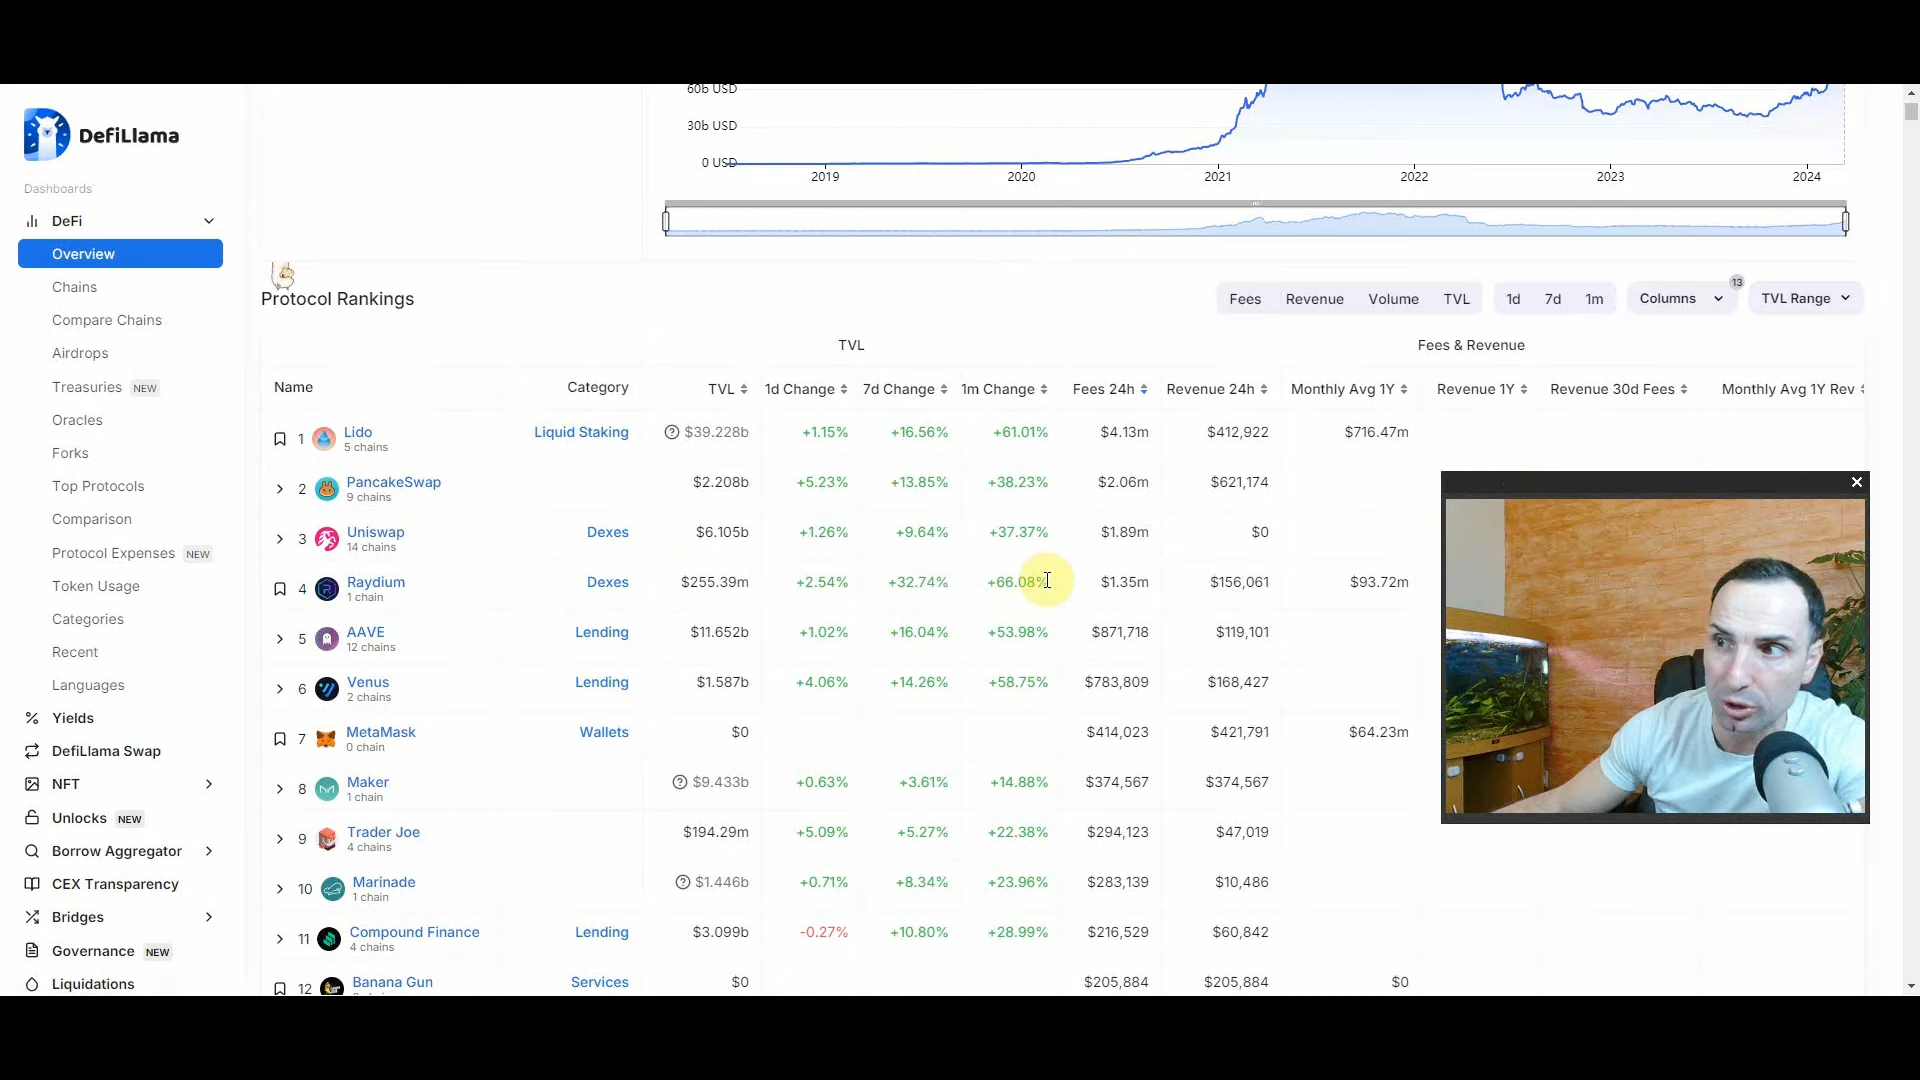 60b USD
30b USD
0 USD
2019 2020 2021 2022 2023 2024
DefiLlama
Dashboards
DeFi
Overview
Chains
Compare Chains
Airdrops
Treasuries NEW
Oracles
Forks
Top Protocols
Comparison
Protocol Expenses NEW
Token Usage
Categories
Recent
Languages
Yields
DefiLlama Swap
NFT
Unlocks NEW
Borrow Aggregator
CEX Transparency
Bridges
Governance NEW
Liquidations
Protocol Rankings
Fees Revenue Volume TVL 1d 7d 1m Columns 13 TVL Range
TVL Fees & Revenue
Name Category TVL 1d Change 7d Change 1m Change Fees 24h Revenue 24h Monthly Avg 1Y Revenue 1Y Revenue 30d Fees Monthly Avg 1Y Rev
1 Lido Liquid Staking $39.228b +1.15% +16.56% +61.01% $4.13m $412,922 $716.47m
5 chains
2 PancakeSwap $2.208b +5.23% +13.85% +38.23% $2.06m $621,174
9 chains
3 Uniswap Dexes $6.105b +1.26% +9.64% +37.37% $1.89m $0
14 chains
4 Raydium Dexes $255.39m +2.54% +32.74% +66.08% $1.35m $156,061 $93.72m
1 chain
5 AAVE Lending $11.652b +1.02% +16.04% +53.98% $871,718 $119,101
12 chains
6 Venus Lending $1.587b +4.06% +14.26% +58.75% $783,809 $168,427
2 chains
7 MetaMask Wallets $0 $414,023 $421,791 $64.23m
0 chain
8 Maker $9.433b +0.63% +3.61% +14.88% $374,567 $374,567
1 chain
9 Trader Joe $194.29m +5.09% +5.27% +22.38% $294,123 $47,019
4 chains
10 Marinade $1.446b +0.71% +8.34% +23.96% $283,139 $10,486
1 chain
11 Compound Finance Lending $3.099b -0.27% +10.80% +28.99% $216,529 $60,842
4 chains
12 Banana Gun Services $0 $205,884 $205,884 $0